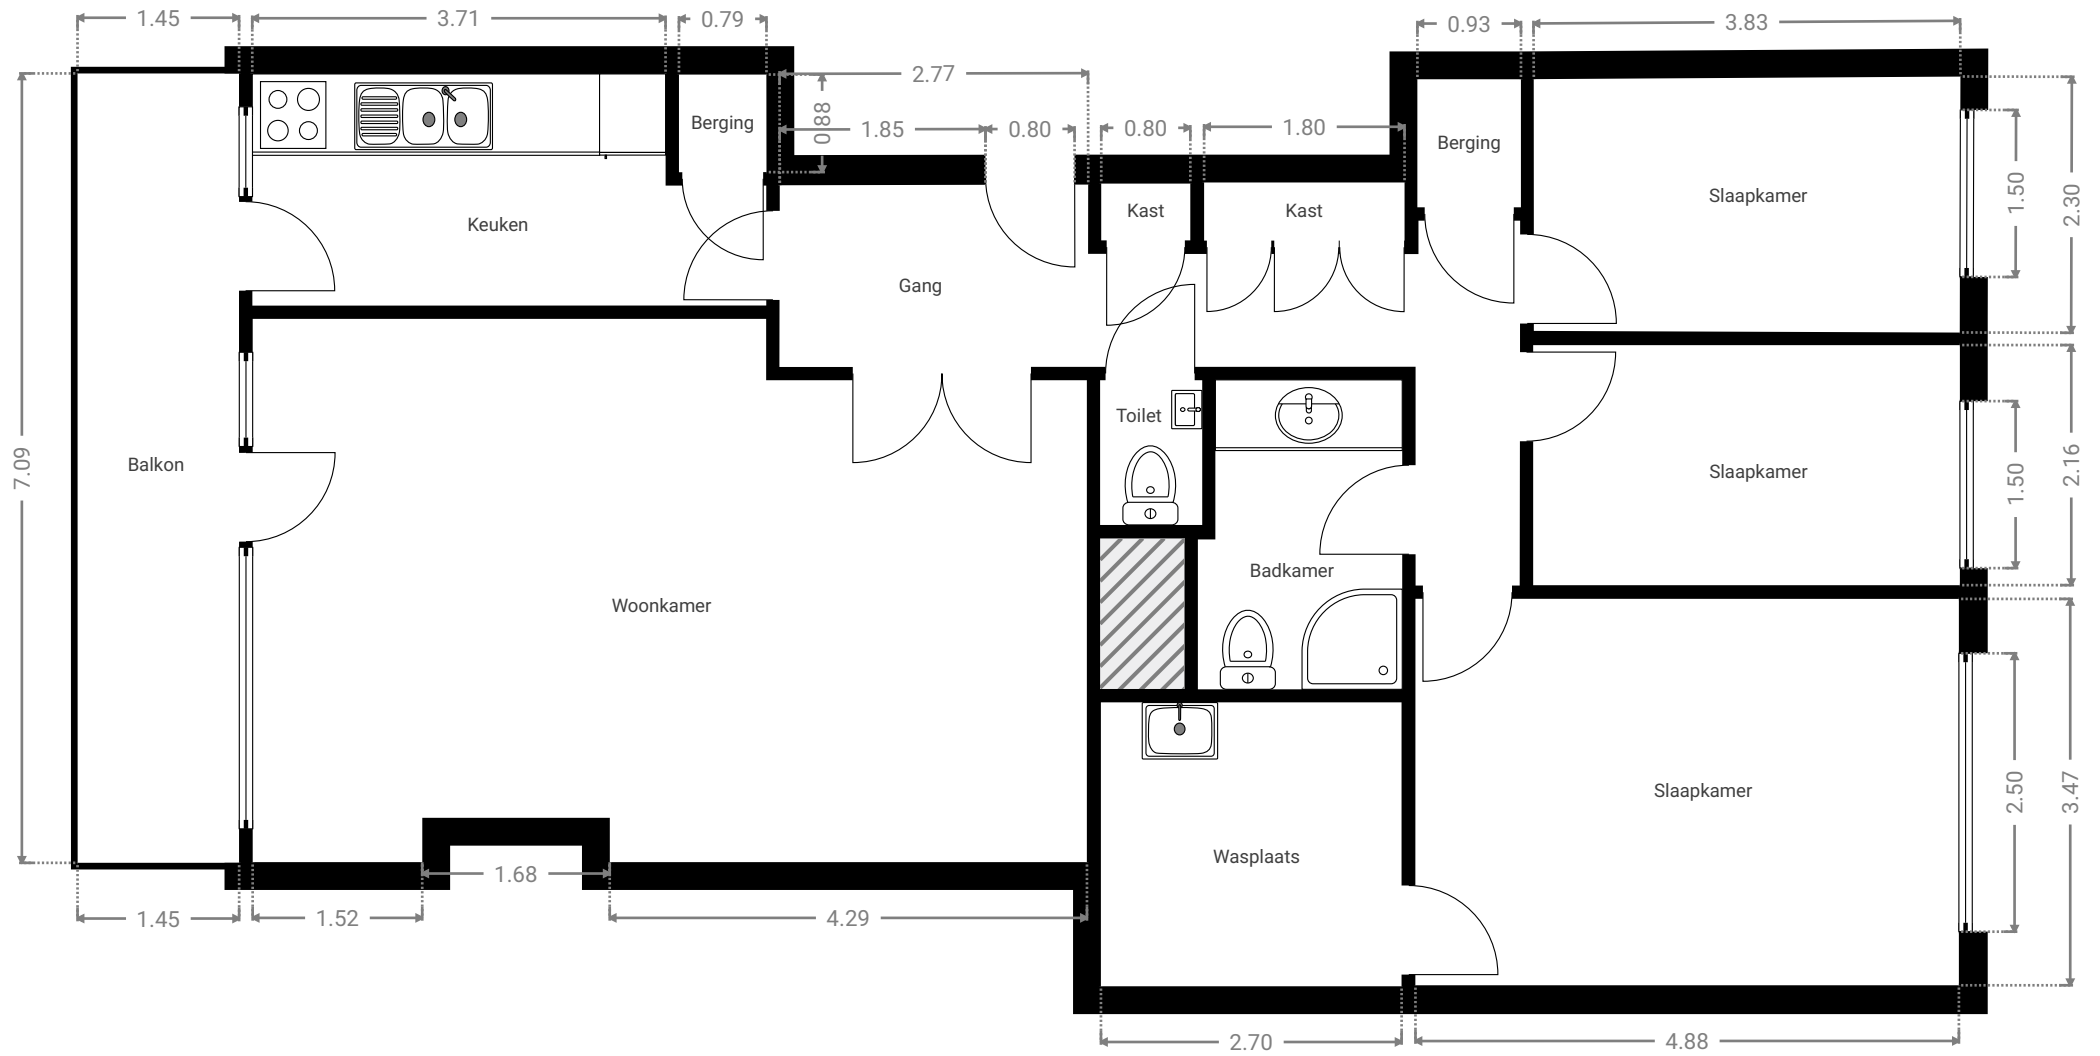 1.45
3.71
0.79
0.93
3.83
2.77
0.88
1.85
0.80
0.80
1.80
Berging
Berging
Keuken
Kast
Kast
Slaapkamer
1.50
2.30
Gang
Toilet
Balkon
7.09
Slaapkamer
1.50
2.16
Badkamer
Woonkamer
Slaapkamer
2.50
3.47
Wasplaats
1.68
1.45
1.52
4.29
2.70
4.88